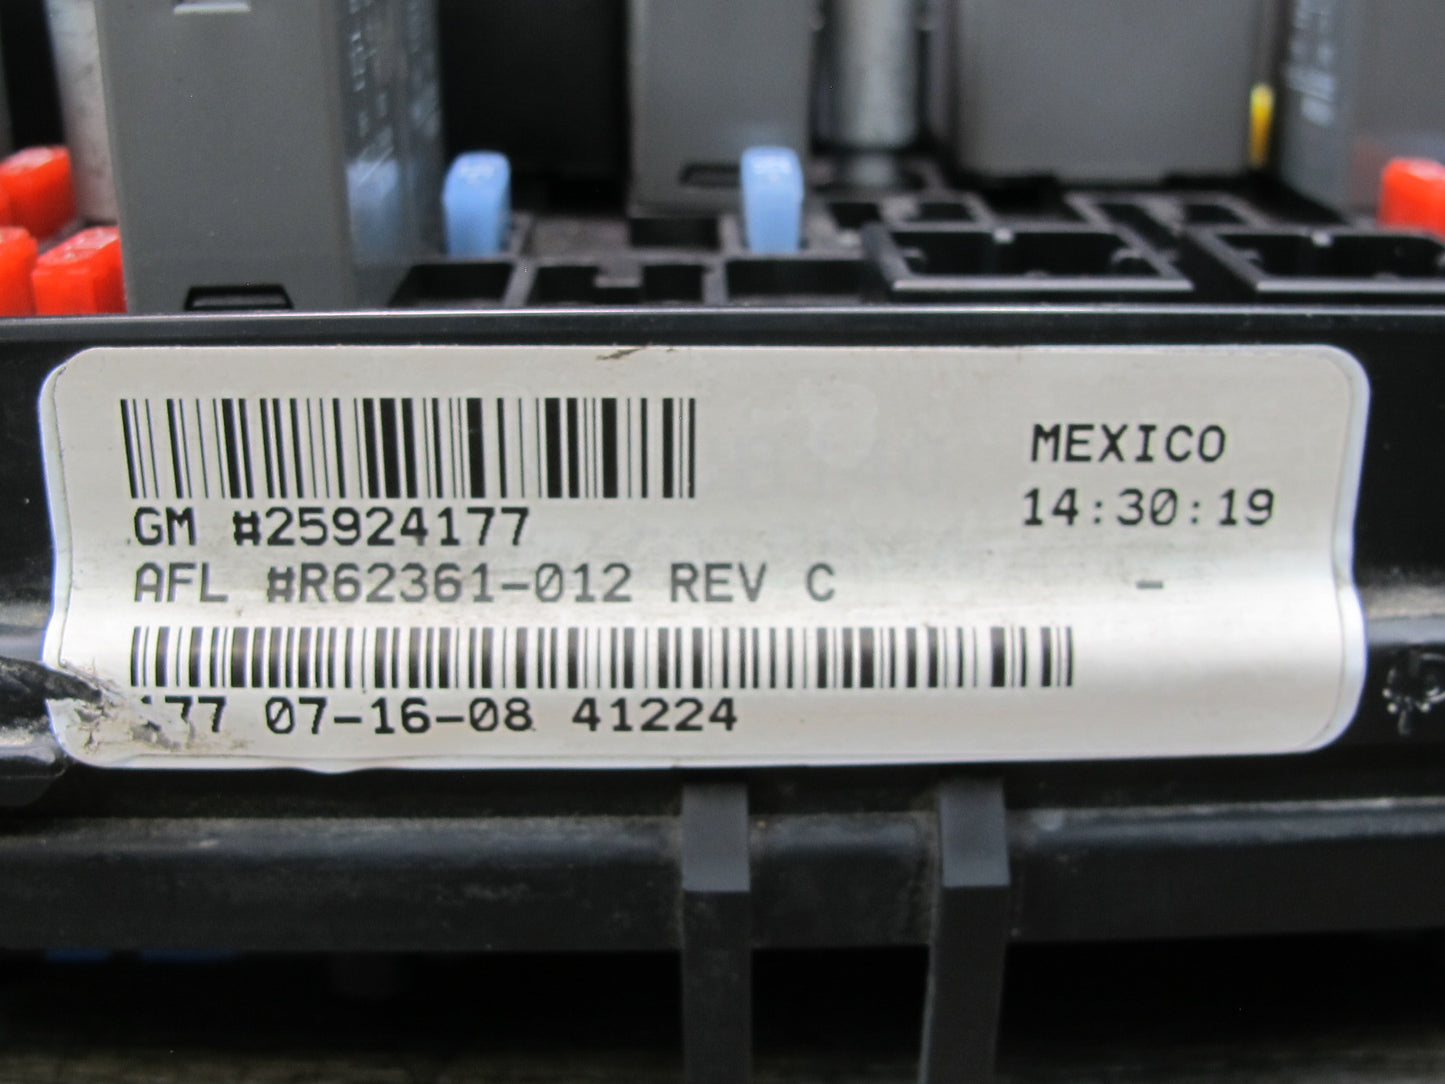 MEXICO
14:30:19
GM #25924177
AFL #R62361-012 REV C -
177 07-16-08 41224